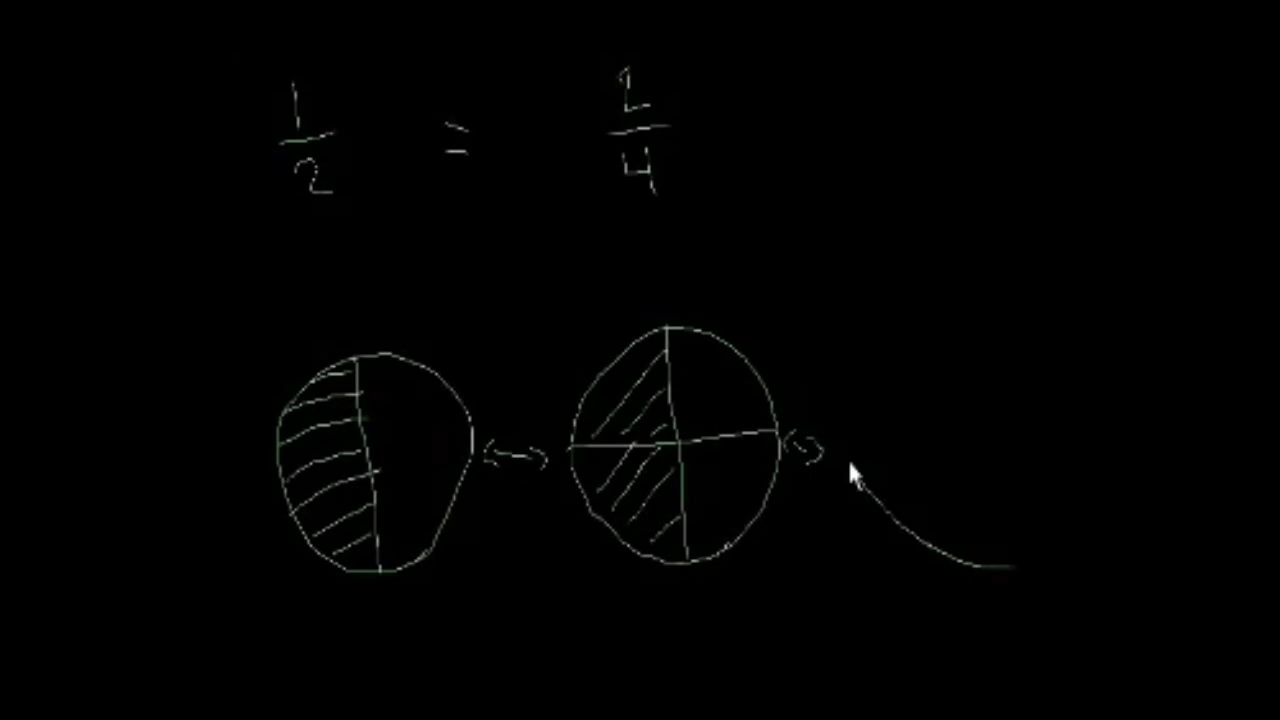 1/2 = 2/4